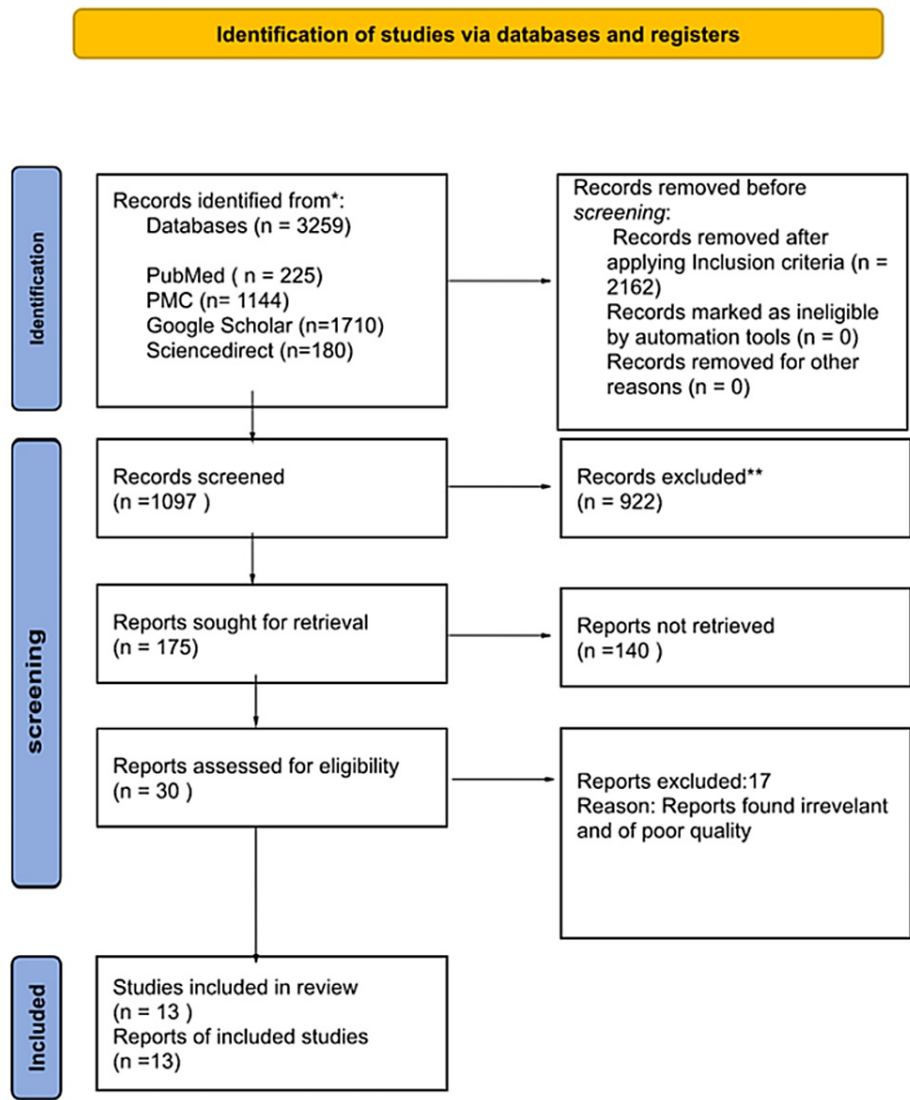 Identification of studies via databases and registers
Identification
Records identified from*:
Databases (n = 3259)
PubMed ( n = 225)
PMC (n= 1144)
Google Scholar (n=1710)
Sciencedirect (n=180)
Records removed before
screening:
Records removed after
applying Inclusion criteria (n =
2162)
Records marked as ineligible
by automation tools (n = 0)
Records removed for other
reasons (n = 0)
screening
Records screened
(n =1097 )
Records excluded**
(n = 922)
Reports sought for retrieval
(n = 175)
Reports not retrieved
(n =140 )
Reports assessed for eligibility
(n = 30 )
Reports excluded:17
Reason: Reports found irrevelant
and of poor quality
Included
Studies included in review
(n = 13 )
Reports of included studies
(n =13)